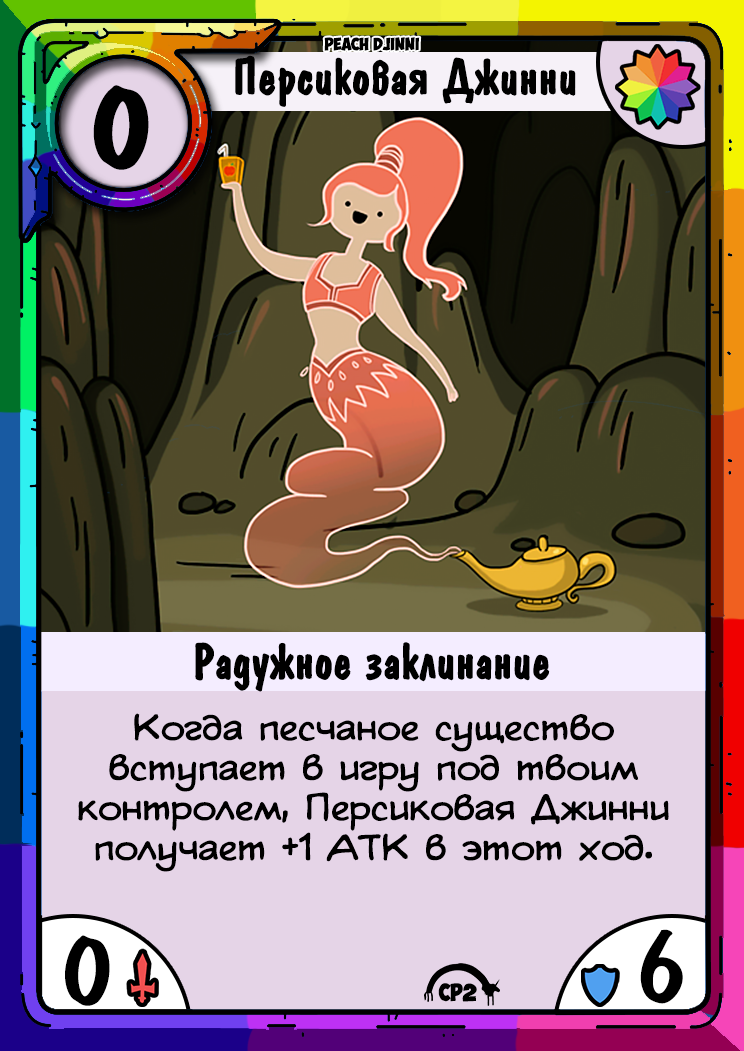 PEACH DJINNI
0
Персиковая Джинни
Радужное заклинание
Когда песчаное существо
вступает в игру под твоим
контролем, Персиковая Джинни
получает +1 АТК в этот ход.
0
CP2
6